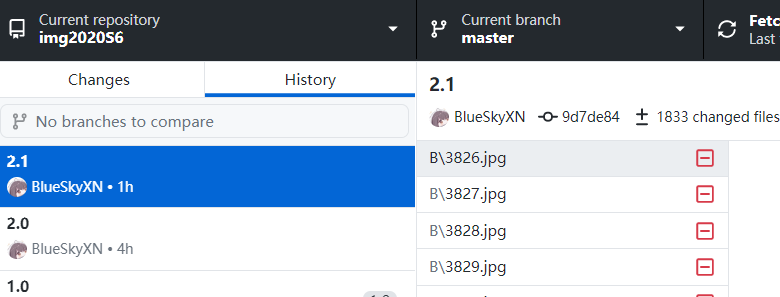 Current repository
img2020S6
Current branch
master
Fetc
Last
Changes
History
No branches to compare
2.1
BlueSkyXN • 1h
2.0
BlueSkyXN • 4h
1.0
2.1
BlueSkyXN
9d7de84
1833 changed files
B\3826.jpg
B\3827.jpg
B\3828.jpg
B\3829.jpg